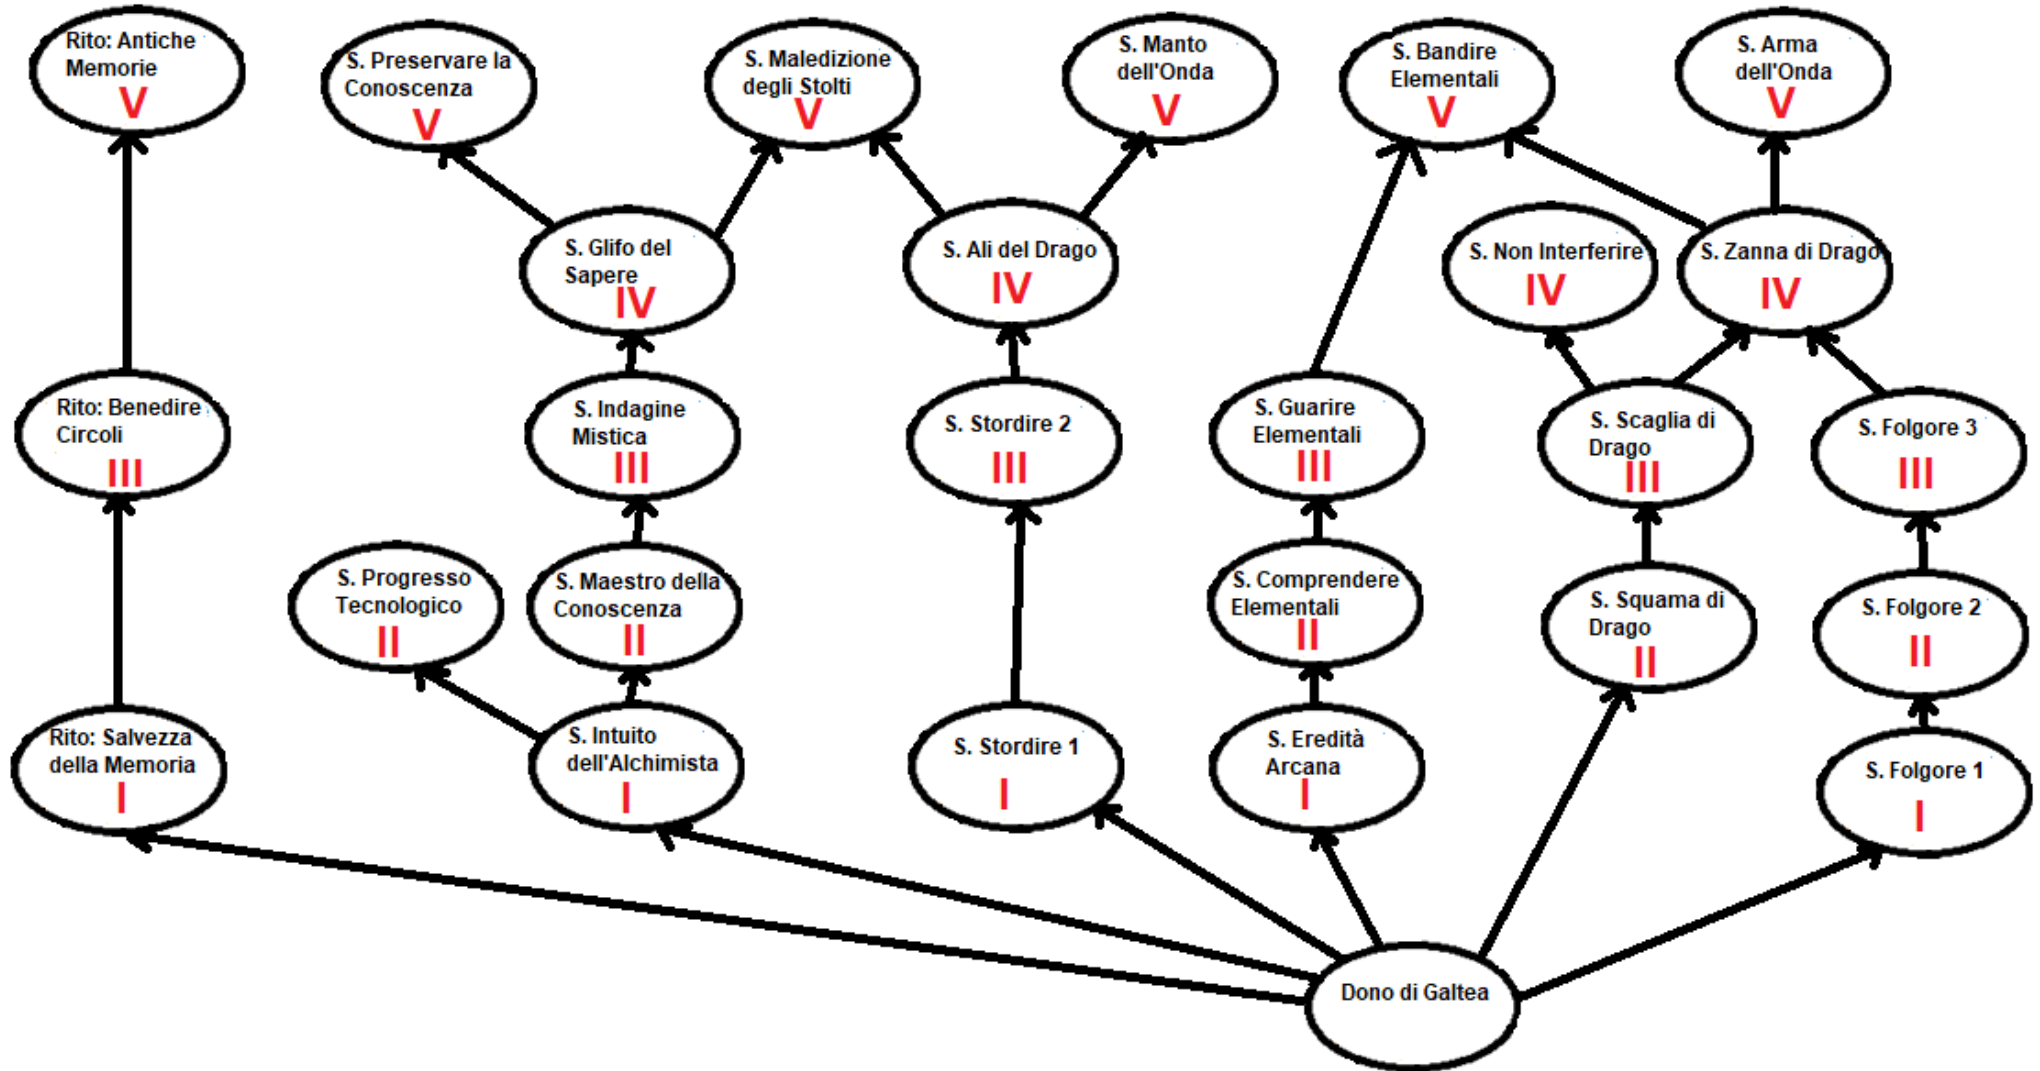 Rito: Antiche
Memorie
V
S. Preservare la
Conoscenza
V
S. Maledizione
degli Stolti
V
S. Manto
dell'Onda
V
S. Bandire
Elementali
V
S. Arma
dell'Onda
V
S. Glifo del
Sapere
IV
S. Ali del Drago
IV
S. Non Interferire
IV
S. Zanna di Drago
IV
Rito: Benedire
Circoli
III
S. Indagine
Mistica
III
S. Stordire 2
III
S. Guarire
Elementali
III
S. Scaglia di
Drago
III
S. Folgore 3
III
S. Progresso
Tecnologico
II
S. Maestro della
Conoscenza
II
S. Comprendere
Elementali
II
S. Squama di
Drago
II
S. Folgore 2
II
Rito: Salvezza
della Memoria
I
S. Intuito
dell'Alchimista
I
S. Stordire 1
I
S. Eredità
Arcana
I
S. Folgore 1
I
Dono di Galtea